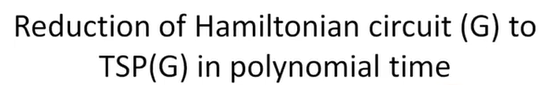 Reduction of Hamiltonian circuit (G) to
TSP(G) in polynomial time